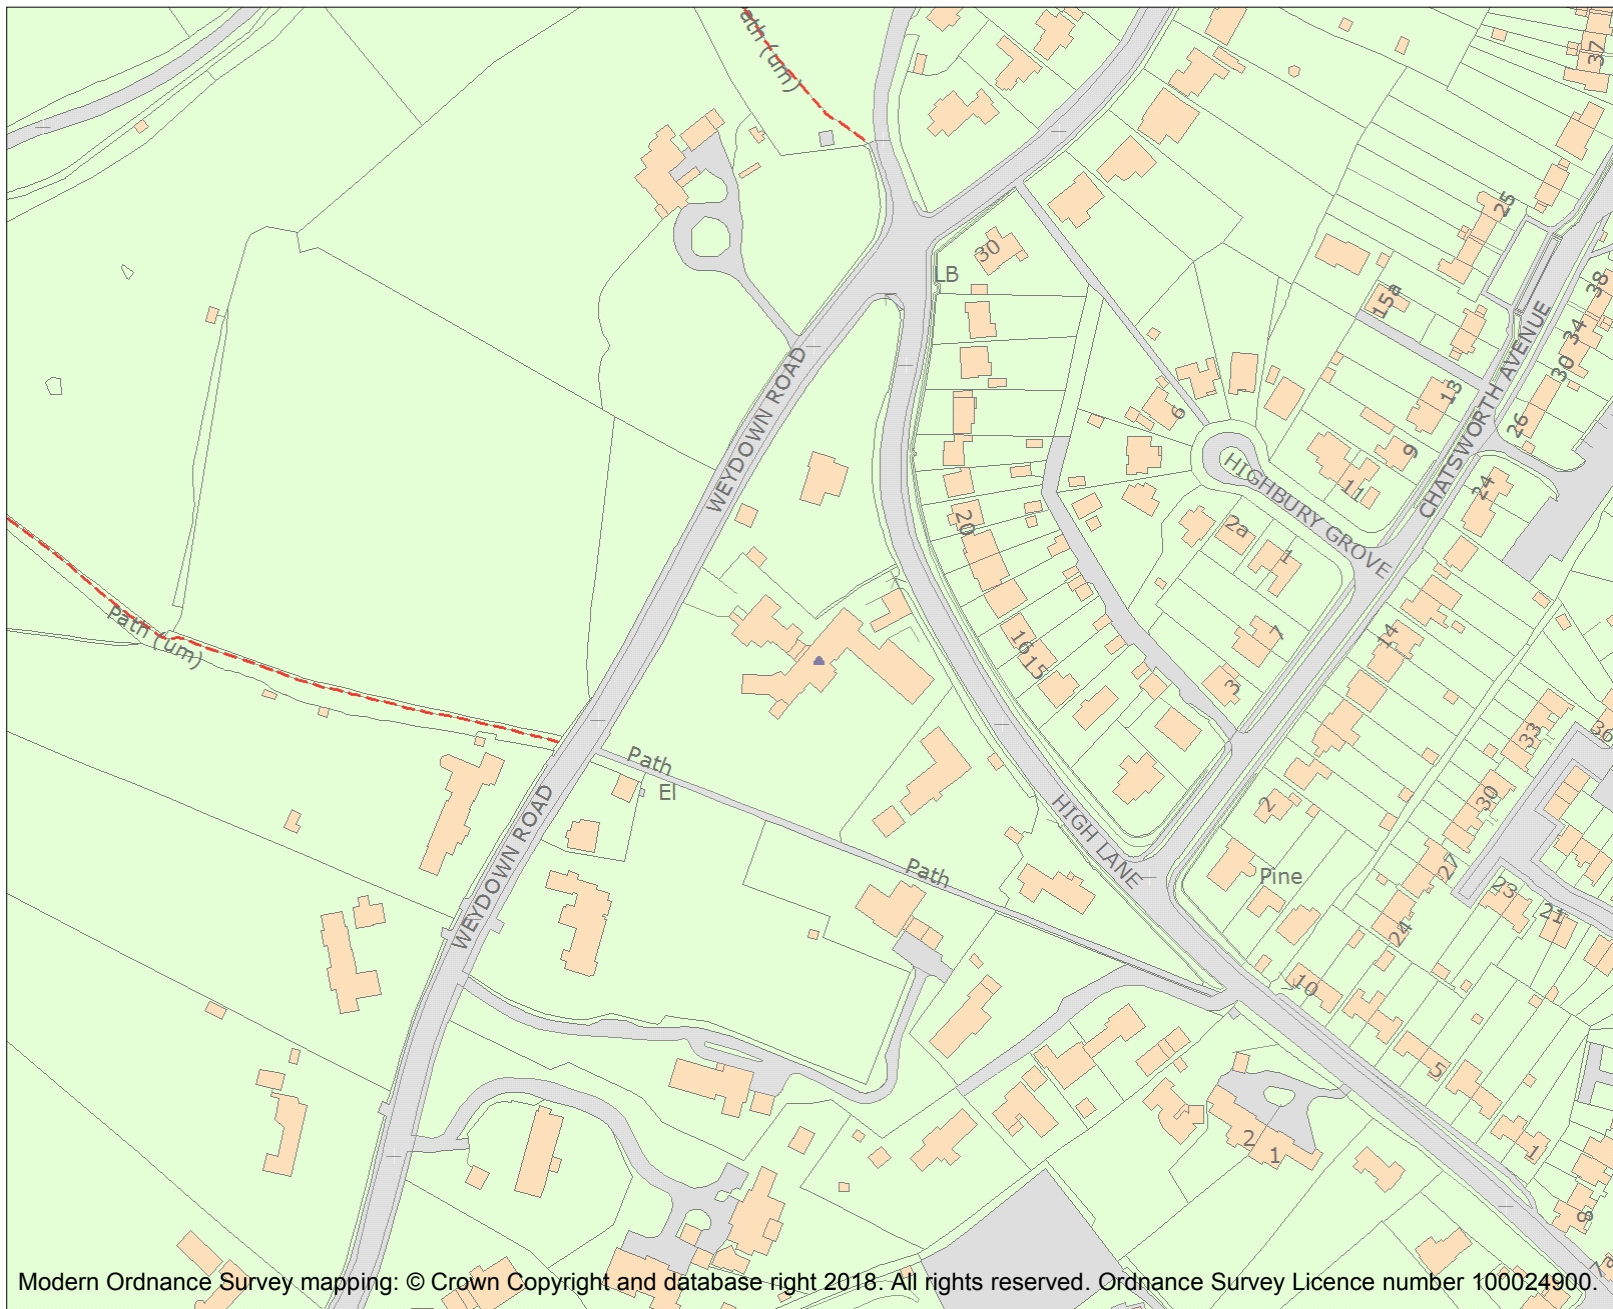 ath (um)
37
25
30
LB
38
15a
34
30
WEYDOWN ROAD
CHATSWORTH AVENUE
13
6
26
9
HIGHBURY GROVE
11
24
20
2a
1
Path (um)
14
7
16
15
3
33
36
Path
El
HIGH LANE
2
30
WEYDOWN ROAD
Path
Pine
27
23
21
24
10
5
2
1
1
8
7a
Modern Ordnance Survey mapping: © Crown Copyright and database right 2018. All rights reserved. Ordnance Survey Licence number 100024900.